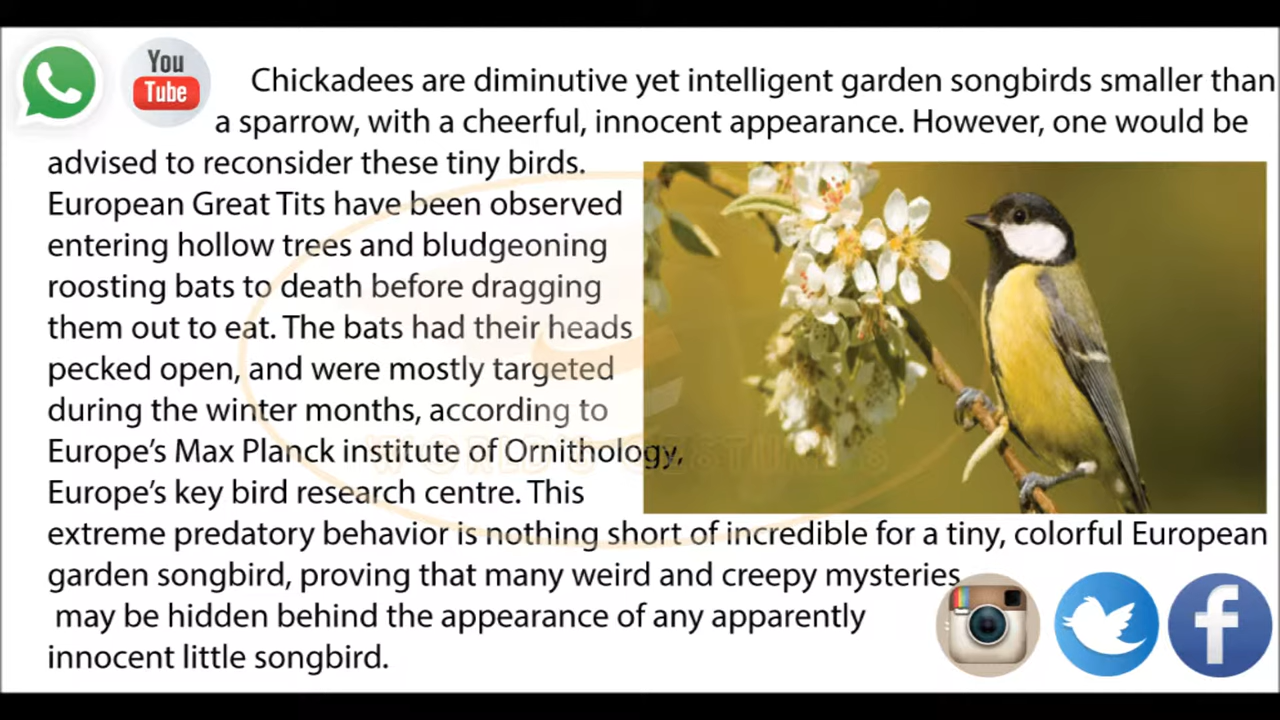 You
Tube
Chickadees are diminutive yet intelligent garden songbirds smaller than
a sparrow, with a cheerful, innocent appearance. However, one would be
advised to reconsider these tiny birds.
European Great Tits have been observed
entering hollow trees and bludgeoning
roosting bats to death before dragging
them out to eat. The bats had their heads
pecked open, and were mostly targeted
during the winter months, according to
Europe’s Max Planck institute of Ornithology,
Europe’s key bird research centre. This
extreme predatory behavior is nothing short of incredible for a tiny, colorful European
garden songbird, proving that many weird and creepy mysteries
may be hidden behind the appearance of any apparently
innocent little songbird.